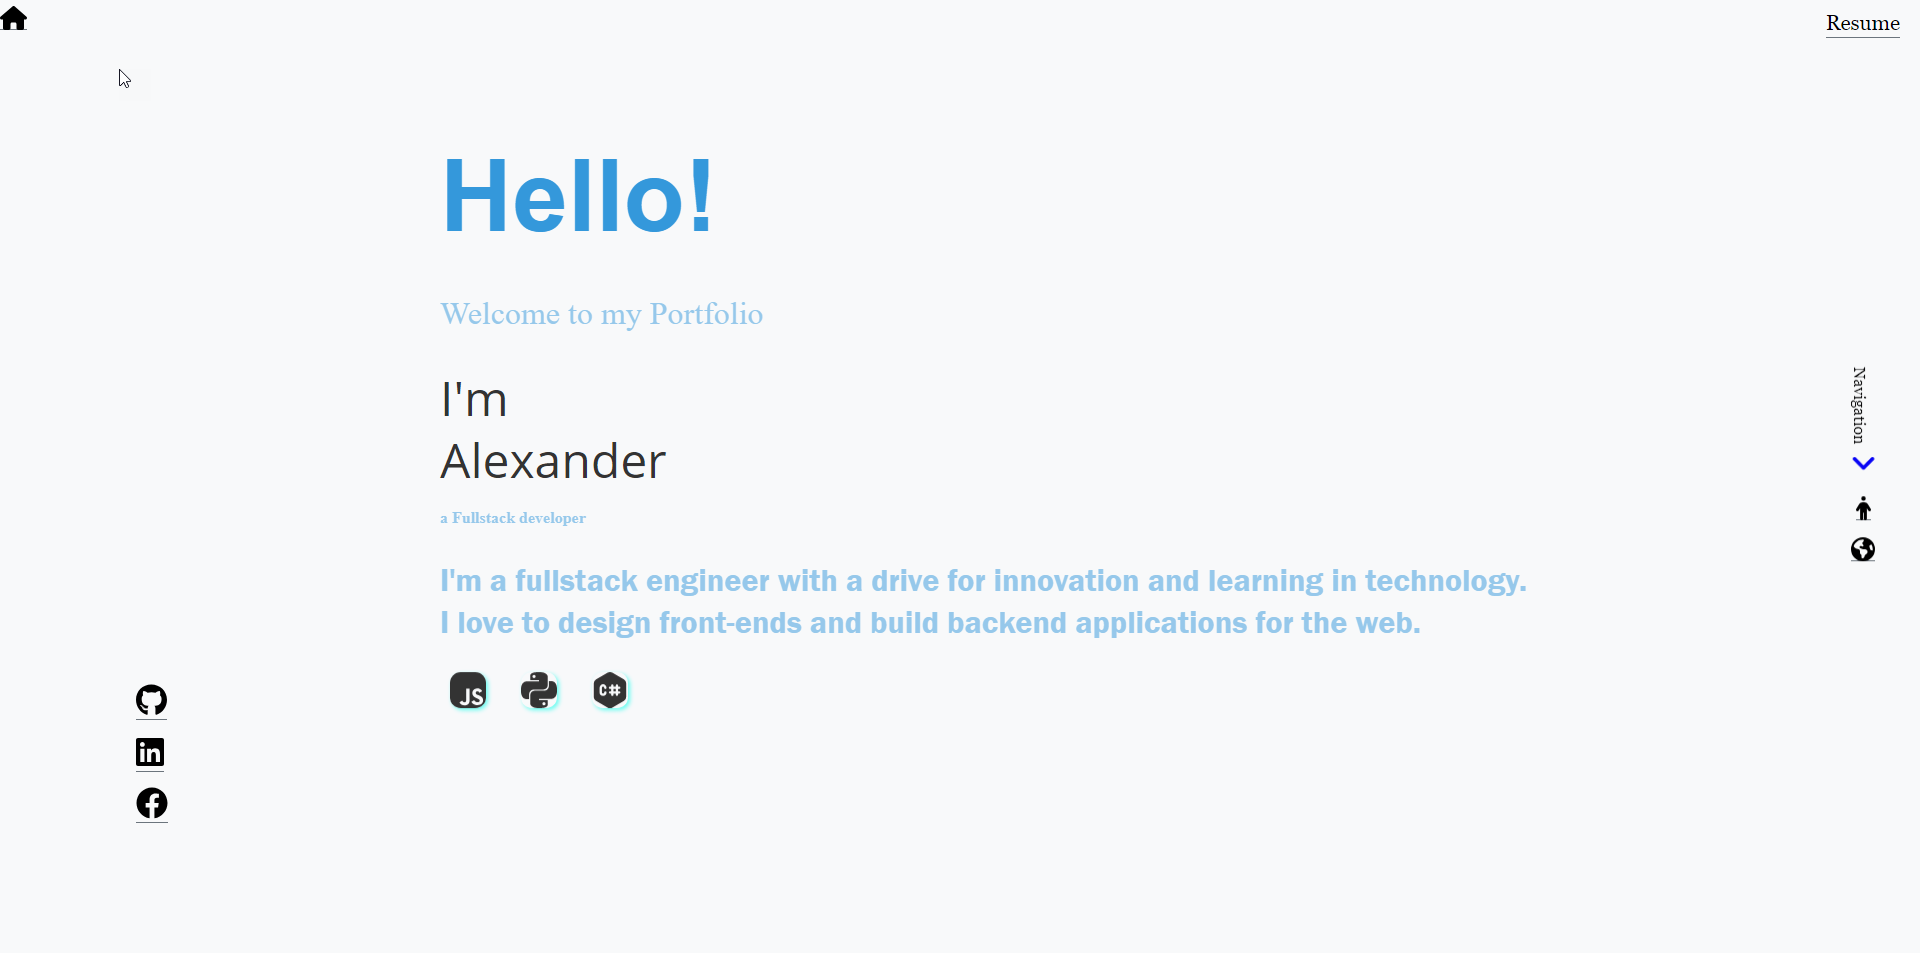 Resume
Hello!
Welcome to my Portfolio
I'm
Alexander
a Fullstack developer
I'm a fullstack engineer with a drive for innovation and learning in technology.
I love to design front-ends and build backend applications for the web.
JS
C#
Navigation
in